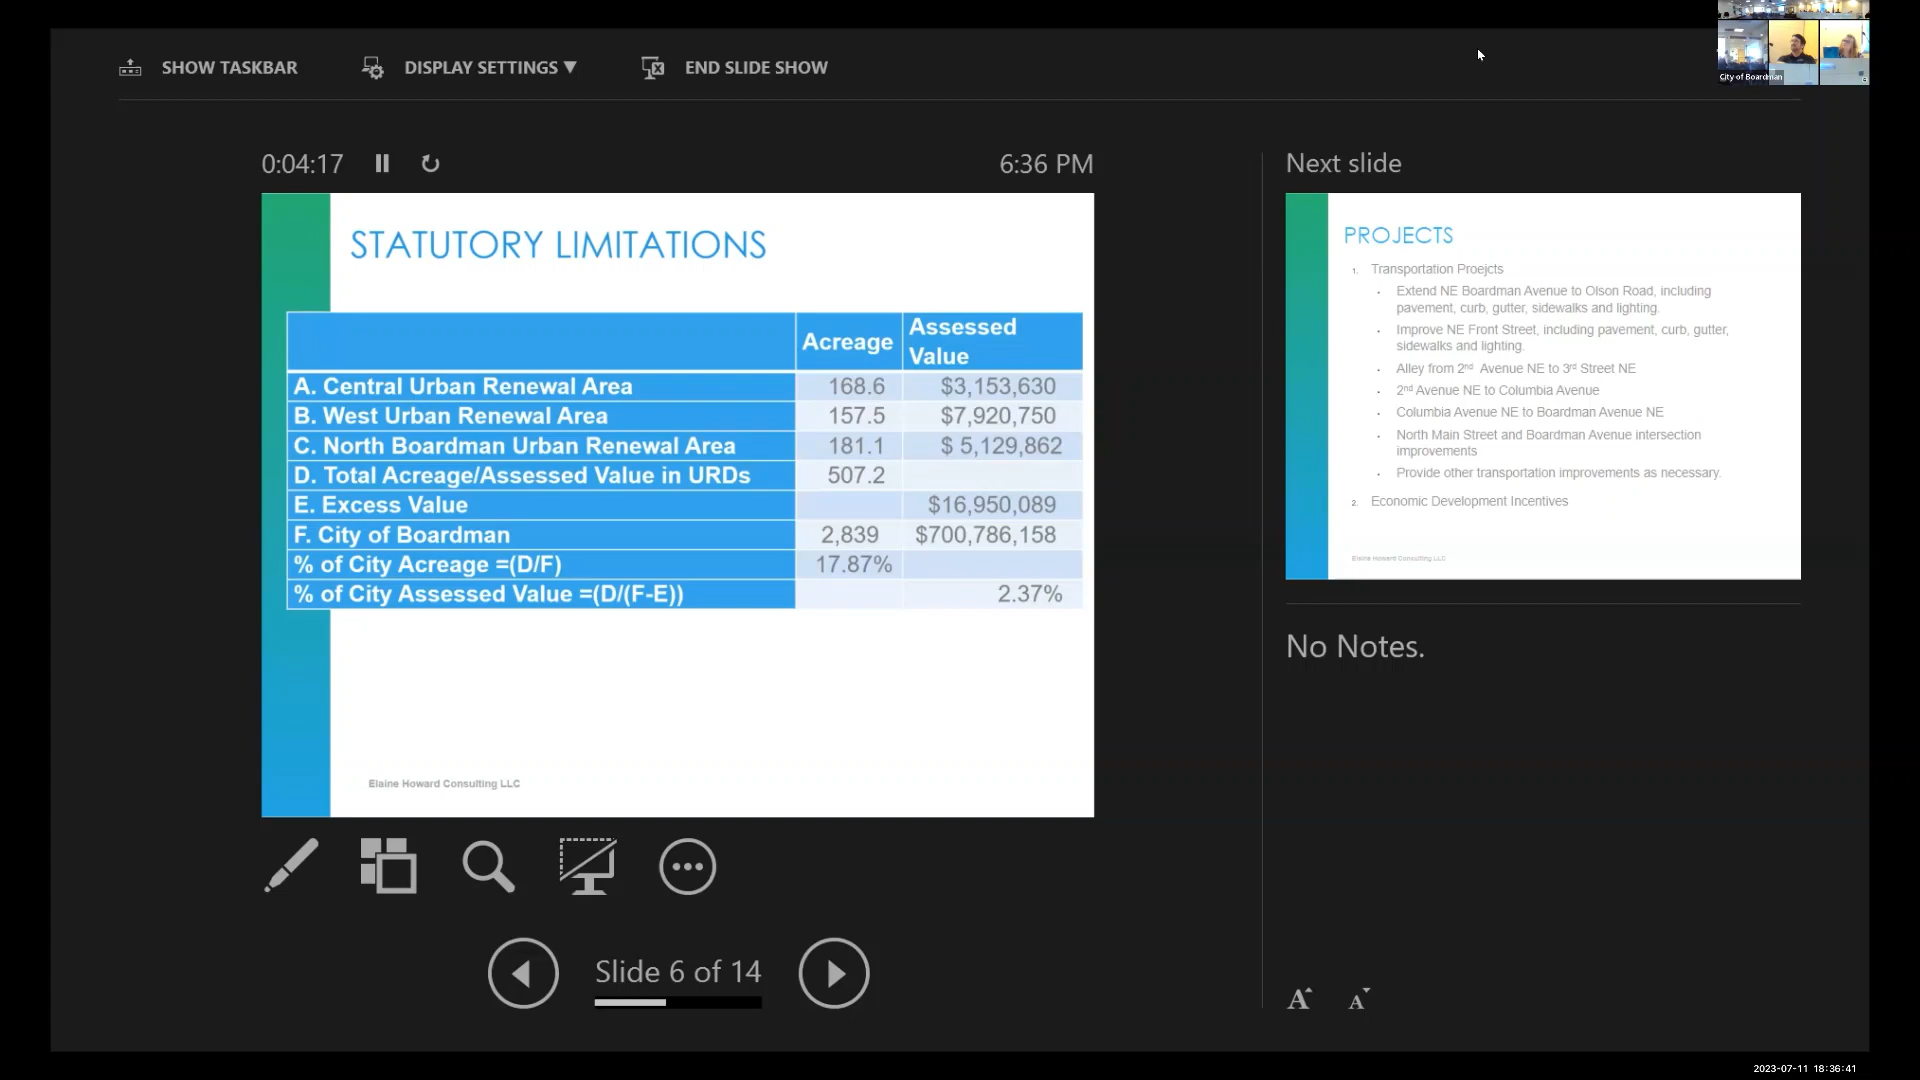 SHOW TASKBAR
DISPLAY SETTINGS ▼
END SLIDE SHOW
City of Boardman
0:04:17
6:36 PM
STATUTORY LIMITATIONS
Acreage Assessed
Value
A. Central Urban Renewal Area 168.6 $3,153,630
B. West Urban Renewal Area 157.5 $7,920,750
C. North Boardman Urban Renewal Area 181.1 $ 5,129,862
D. Total Acreage/Assessed Value in URDs 507.2
E. Excess Value $16,950,089
F. City of Boardman 2,839 $700,786,158
% of City Acreage =(D/F) 17.87%
% of City Assessed Value =(D/(F-E)) 2.37%
Elaine Howard Consulting LLC
Slide 6 of 14
Next slide
PROJECTS
1. Transportation Proejcts
• Extend NE Boardman Avenue to Olson Road, including
pavement, curb, gutter, sidewalks and lighting.
• Improve NE Front Street, including pavement, curb, gutter,
sidewalks and lighting.
• Alley from 2nd Avenue NE to 3rd Street NE
• 2nd Avenue NE to Columbia Avenue
• Columbia Avenue NE to Boardman Avenue NE
• North Main Street and Boardman Avenue intersection
improvements
• Provide other transportation improvements as necessary.
2. Economic Development Incentives
Elaine Howard Consulting LLC
No Notes.
A A
2023-07-11 18:36:41